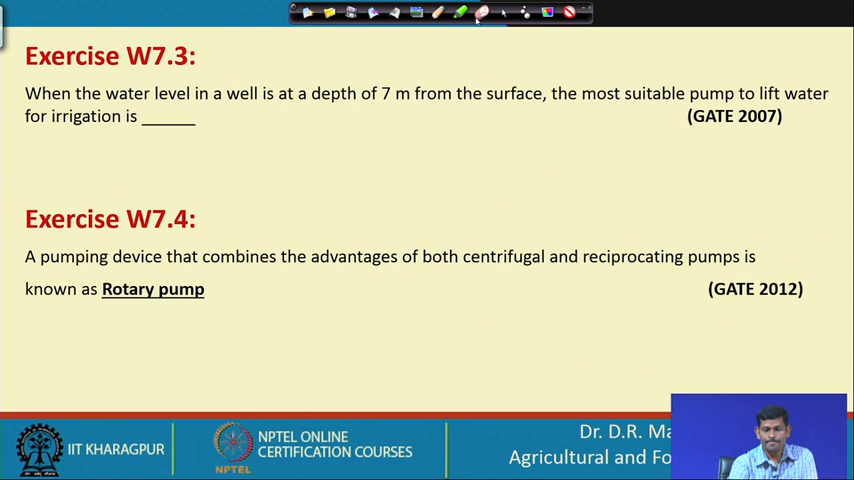 Exercise W7.3:
When the water level in a well is at a depth of 7 m from the surface, the most suitable pump to lift water
for irrigation is ______ (GATE 2007)
Exercise W7.4:
A pumping device that combines the advantages of both centrifugal and reciprocating pumps is
known as Rotary pump (GATE 2012)
IIT KHARAGPUR
NPTEL
NPTEL ONLINE
CERTIFICATION COURSES
Dr. D.R.
Agricultural and